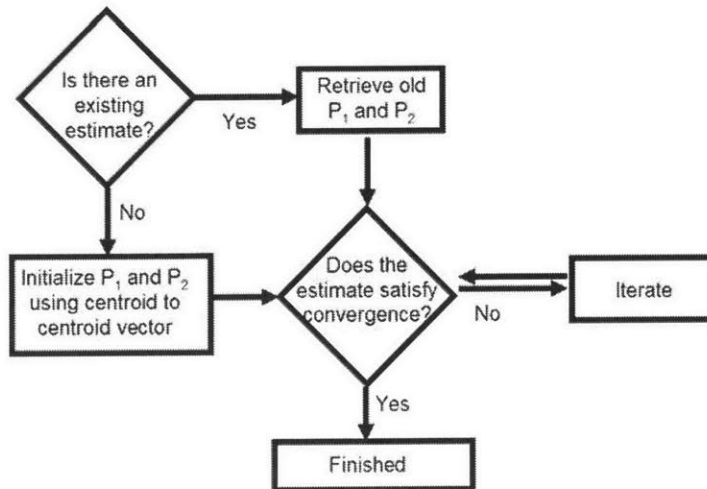 Is there an
existing
estimate?
Yes
Retrieve old
P₁ and P₂
No
Initialize P₁ and P₂
using centroid to
centroid vector
Does the
estimate satisfy
convergence?
No
Iterate
Yes
Finished